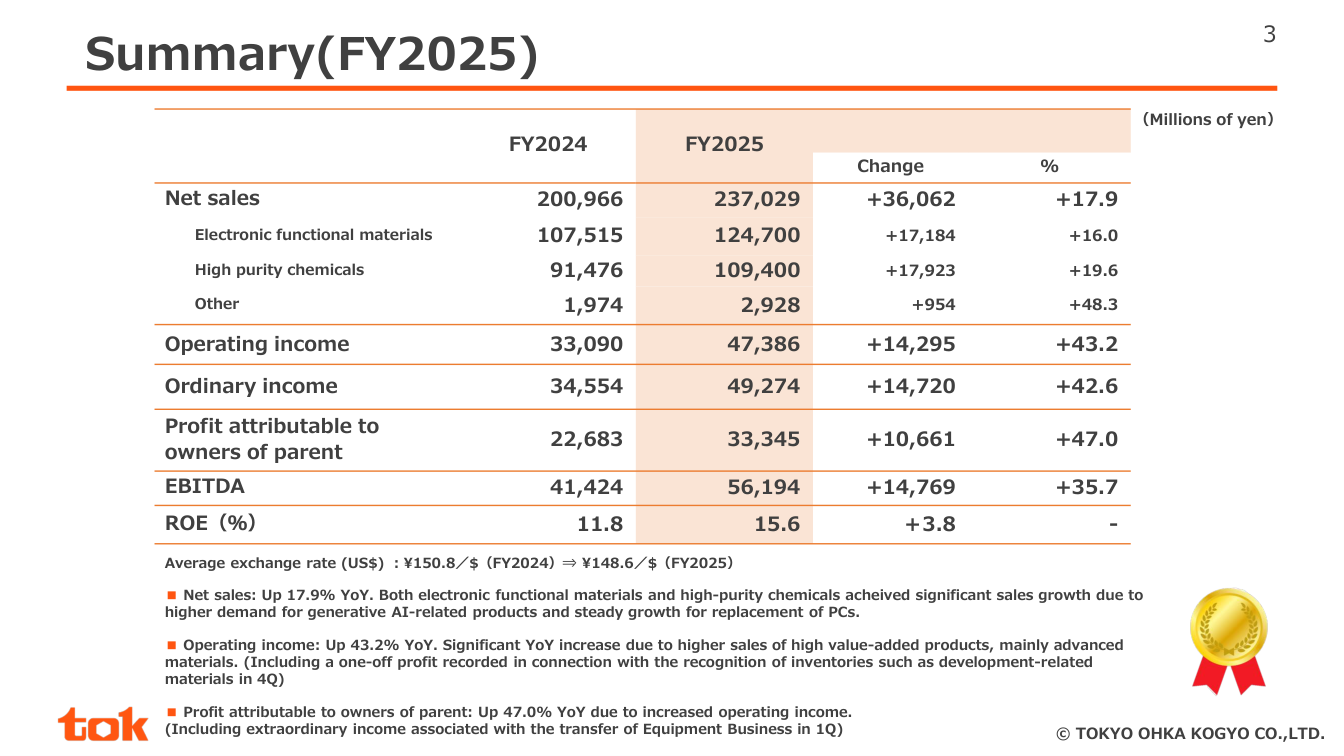 Summary(FY2025)
3
(Millions of yen)
FY2024 FY2025
Change %
Net sales 200,966 237,029 +36,062 +17.9
Electronic functional materials 107,515 124,700 +17,184 +16.0
High purity chemicals 91,476 109,400 +17,923 +19.6
Other 1,974 2,928 +954 +48.3
Operating income 33,090 47,386 +14,295 +43.2
Ordinary income 34,554 49,274 +14,720 +42.6
Profit attributable to
owners of parent 22,683 33,345 +10,661 +47.0
EBITDA 41,424 56,194 +14,769 +35.7
ROE（%） 11.8 15.6 +3.8 -
Average exchange rate (US$) : ¥150.8／$（FY2024）⇒ ¥148.6／$（FY2025）
■ Net sales: Up 17.9% YoY. Both electronic functional materials and high-purity chemicals acheived significant sales growth due to
higher demand for generative AI-related products and steady growth for replacement of PCs.
■ Operating income: Up 43.2% YoY. Significant YoY increase due to higher sales of high value-added products, mainly advanced
materials. (Including a one-off profit recorded in connection with the recognition of inventories such as development-related
materials in 4Q)
■ Profit attributable to owners of parent: Up 47.0% YoY due to increased operating income.
(Including extraordinary income associated with the transfer of Equipment Business in 1Q)
tok
© TOKYO OHKA KOGYO CO.,LTD.